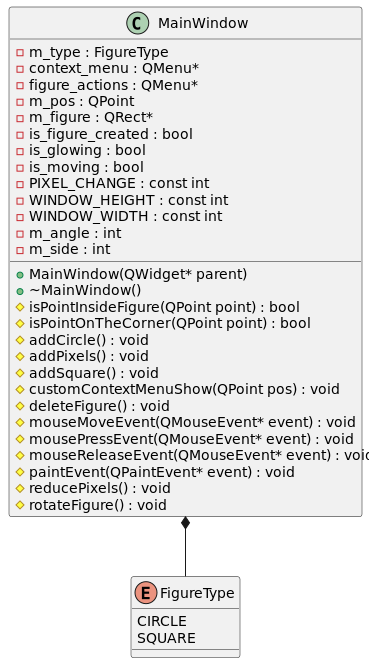 C MainWindow
m_type : FigureType
context_menu : QMenu*
figure_actions : QMenu*
m_pos : QPoint
m_figure : QRect*
is_figure_created : bool
is_glowing : bool
is_moving : bool
PIXEL_CHANGE : const int
WINDOW_HEIGHT : const int
WINDOW_WIDTH : const int
m_angle : int
m_side : int
MainWindow(QWidget* parent)
~MainWindow()
isPointInsideFigure(QPoint point) : bool
isPointOnTheCorner(QPoint point) : bool
addCircle() : void
addPixels() : void
addSquare() : void
customContextMenuShow(QPoint pos) : void
deleteFigure() : void
mouseMoveEvent(QMouseEvent* event) : void
mousePressEvent(QMouseEvent* event) : void
mouseReleaseEvent(QMouseEvent* event) : void
paintEvent(QPaintEvent* event) : void
reducePixels() : void
rotateFigure() : void
E FigureType
CIRCLE
SQUARE